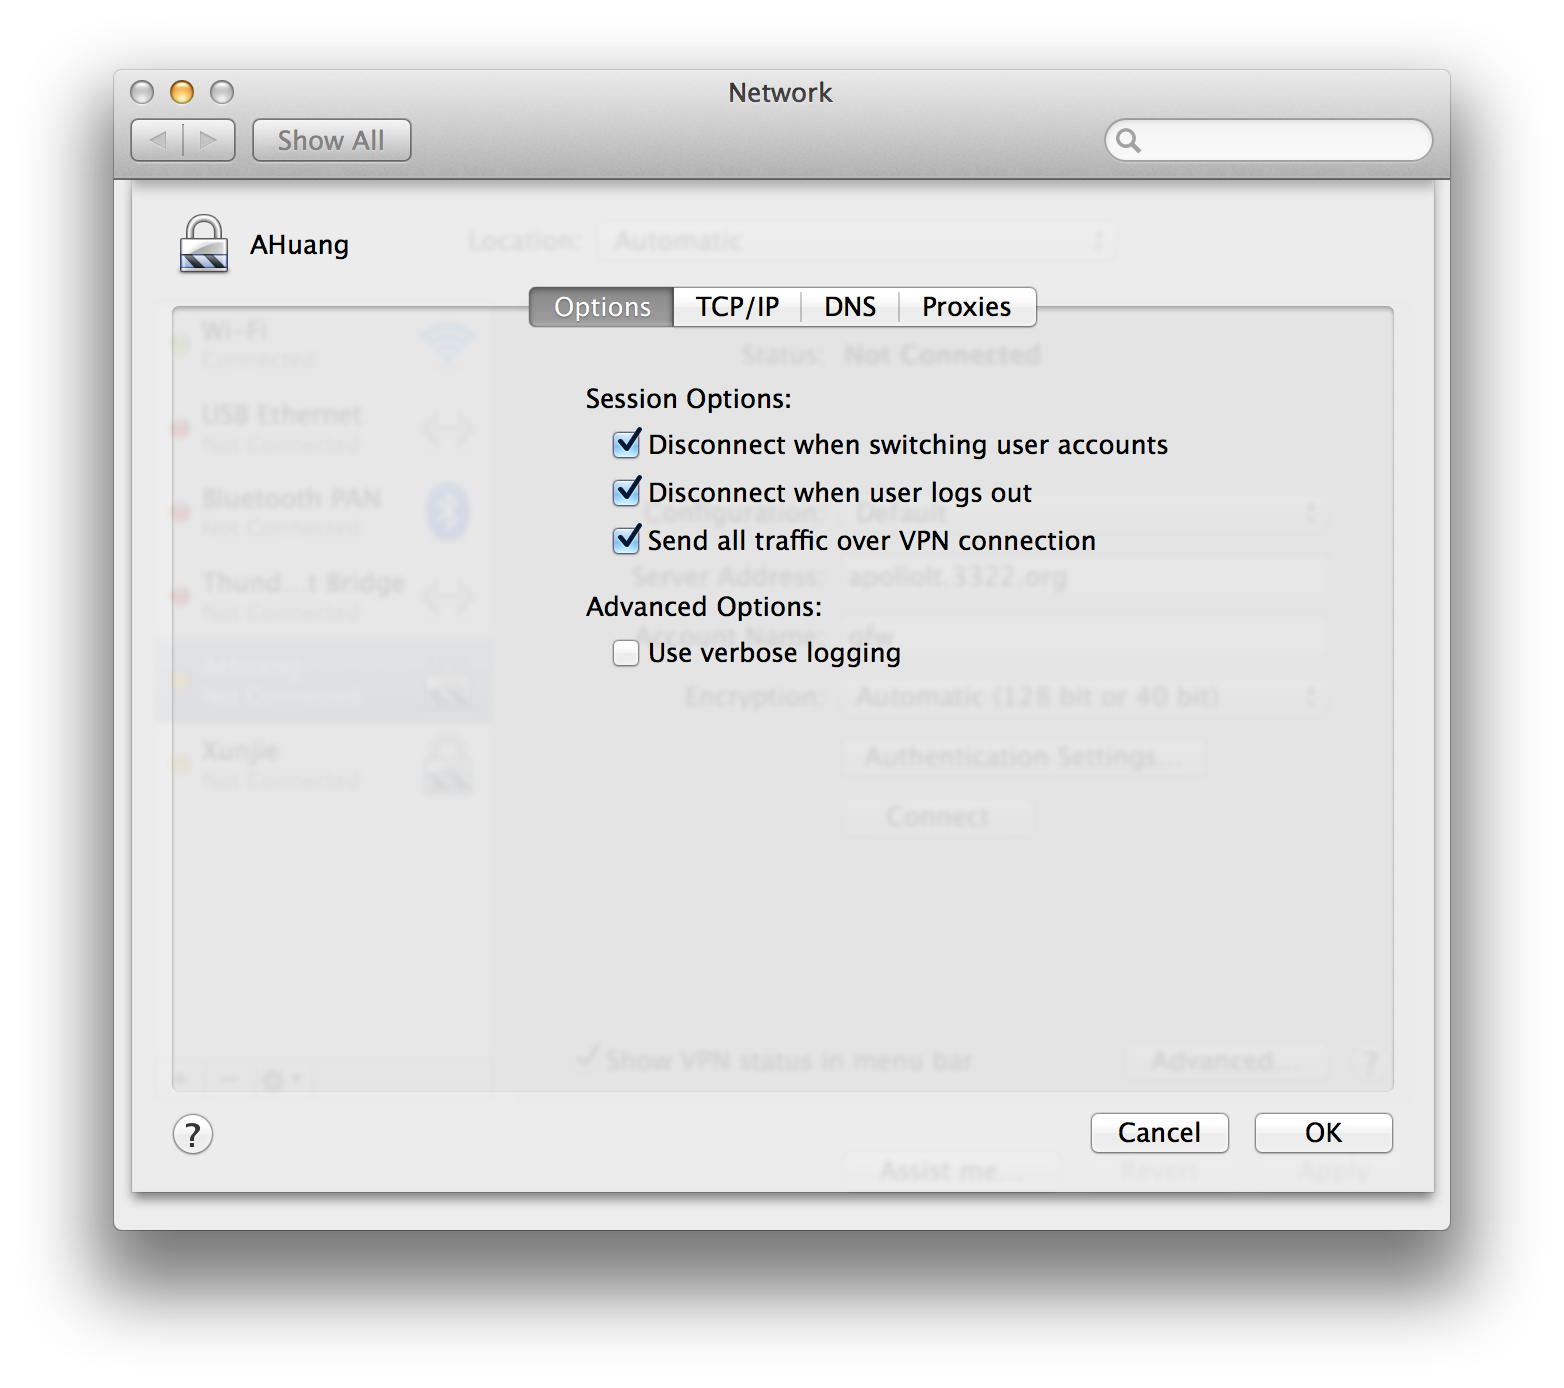 Network
Show All
AHuang
Location: Automatic
Options TCP/IP DNS Proxies
Wi-Fi
Connected
Status: Not Connected
USB Ethernet
Not Connected
Bluetooth PAN
Not Connected
Thund...t Bridge
Not Connected
AHuang
Not Connected
Xunjie
Not Connected
Session Options:
Disconnect when switching user accounts
Disconnect when user logs out
Configuration: Default
Send all traffic over VPN connection
Server Address: apollolt.3322.org
Advanced Options:
Account Name: gfw
Use verbose logging
Encryption: Automatic (128 bit or 40 bit)
Authentication Settings...
Connect
Show VPN status in menu bar
Advanced... ?
? Cancel OK
Assist me... Revert Apply